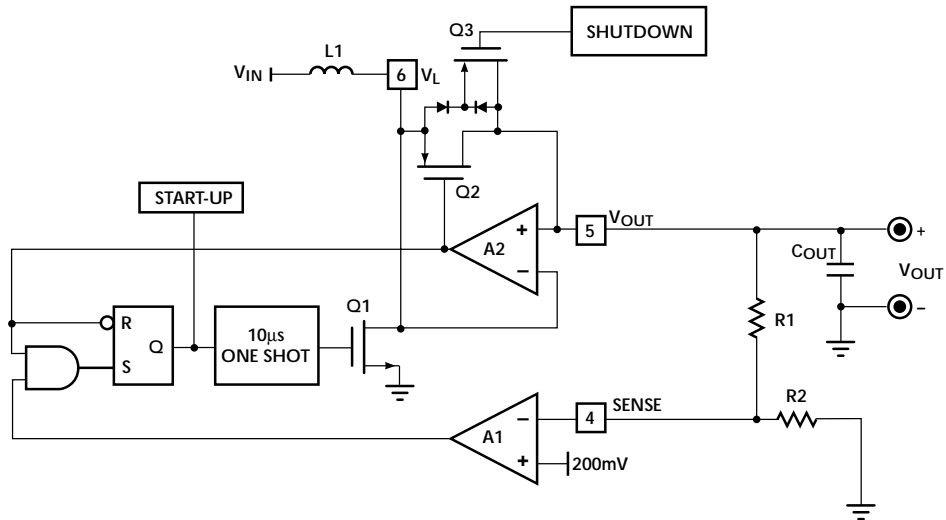 Q3
SHUTDOWN
L1
VIN
6
VL
Q2
START-UP
+
A2
–
5
VOUT
+
COUT
VOUT
–
Q1
R
Q
S
10μs
ONE SHOT
R1
R2
4
SENSE
–
A1
+
200mV